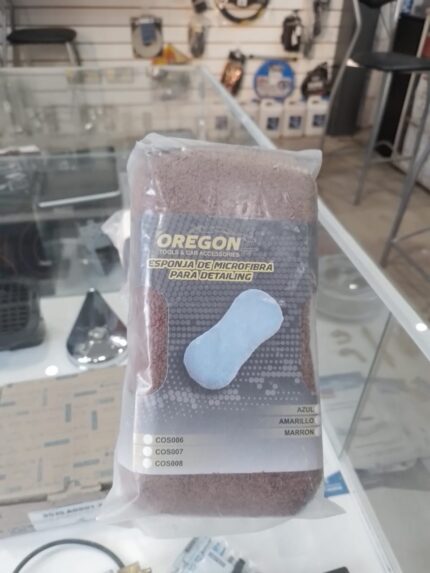 OREGON
TOOLS & CAR ACCESSORIES
ESPONJA DE MICROFIBRA
PARA DETAILING
AZUL
AMARILLO
MARRON
COS006
COS007
COS008